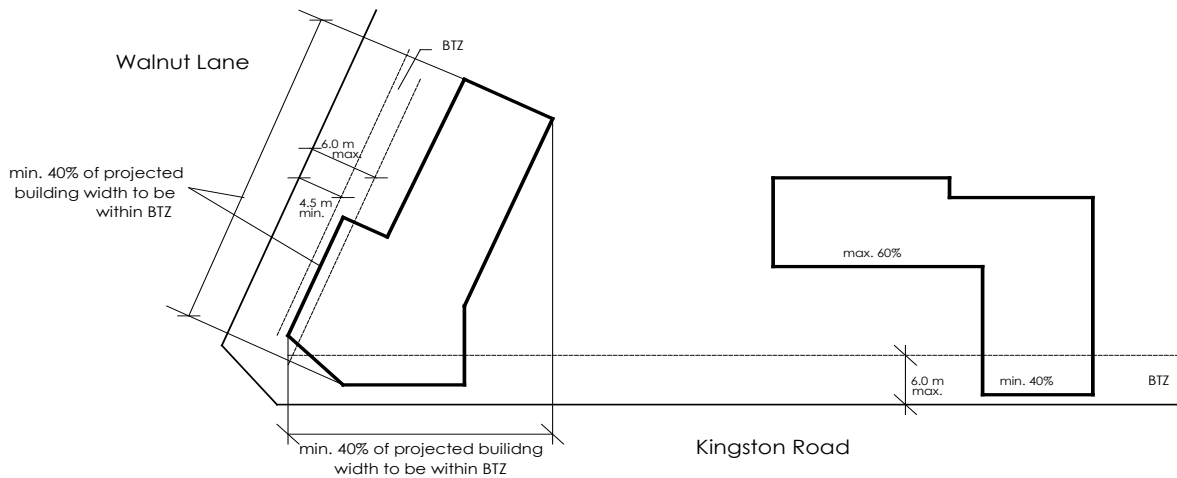 BTZ
Walnut Lane
6.0 m
max.
min. 40% of projected
building width to be
within BTZ
4.5 m
min.
max. 60%
6.0 m
max.
min. 40%
BTZ
min. 40% of projected builidng
width to be within BTZ
Kingston Road